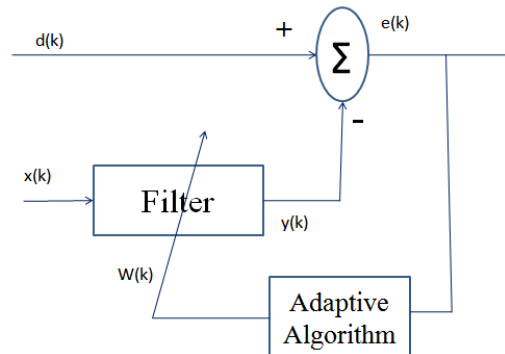 d(k)
+
Σ
e(k)
-
x(k)
Filter
y(k)
W(k)
Adaptive
Algorithm